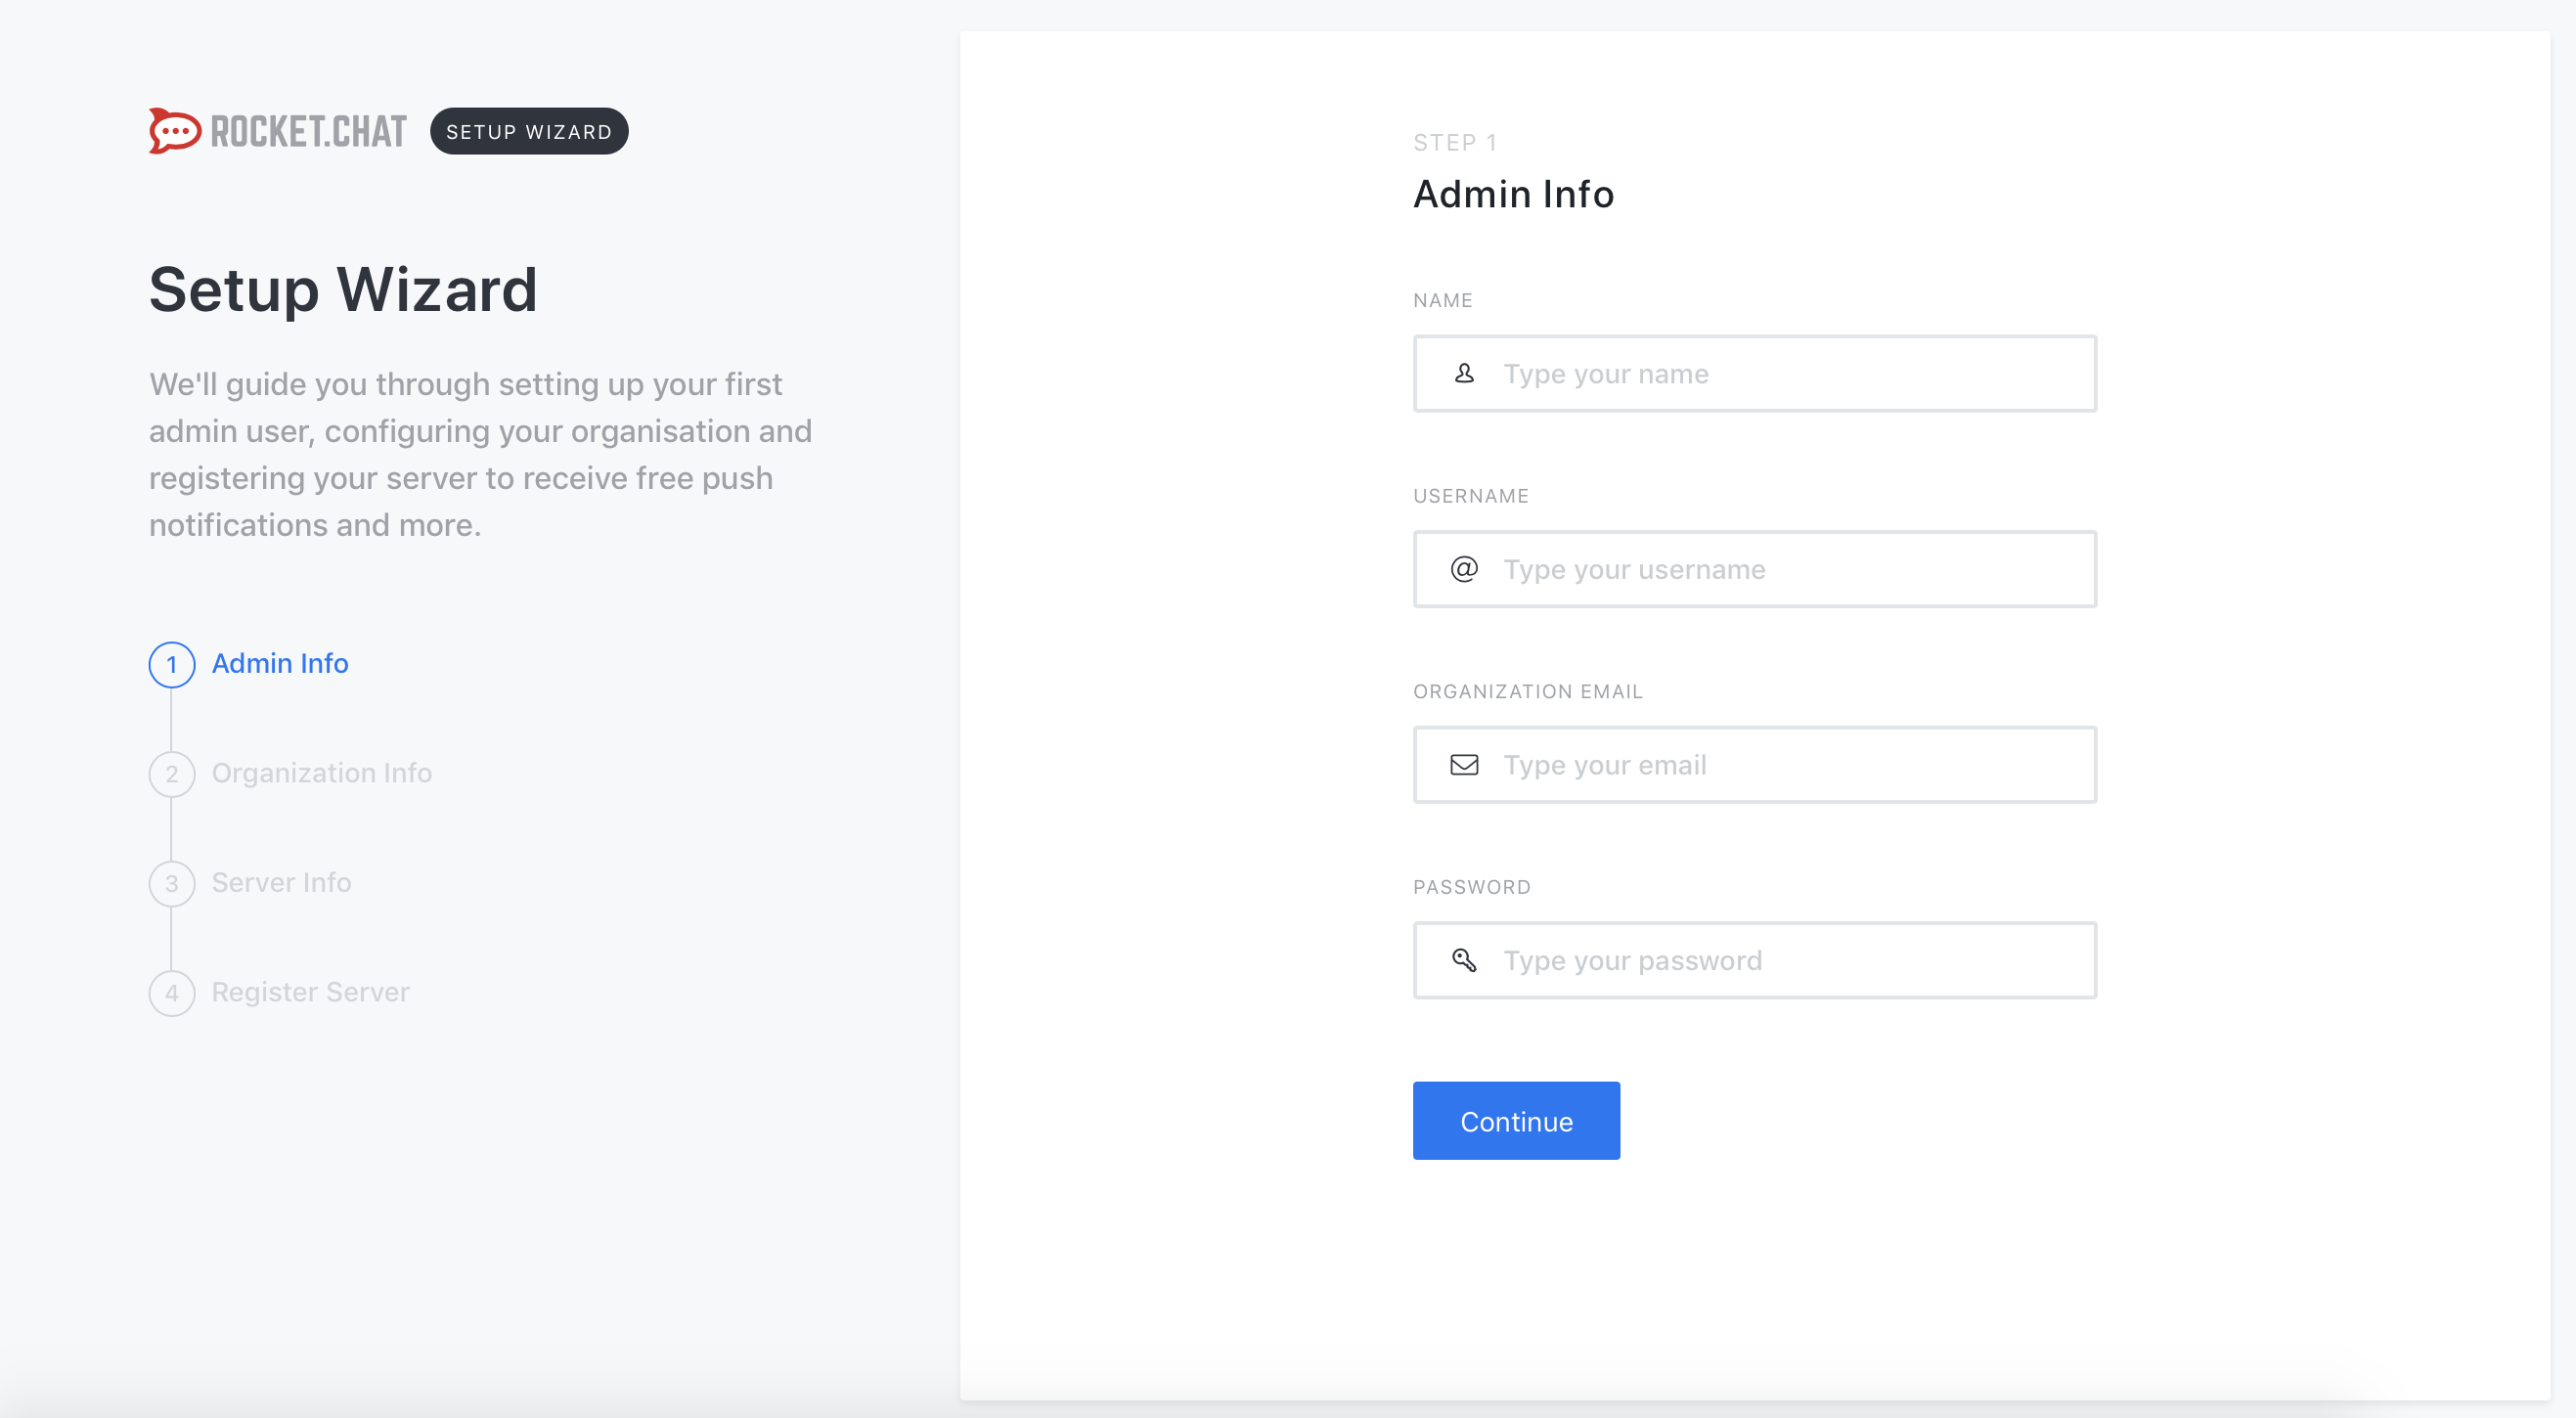 ROCKET.CHAT
SETUP WIZARD
Setup Wizard
We'll guide you through setting up your first
admin user, configuring your organisation and
registering your server to receive free push
notifications and more.
1 Admin Info
2 Organization Info
3 Server Info
4 Register Server
STEP 1
Admin Info
NAME
Type your name
USERNAME
@ Type your username
ORGANIZATION EMAIL
Type your email
PASSWORD
Type your password
Continue